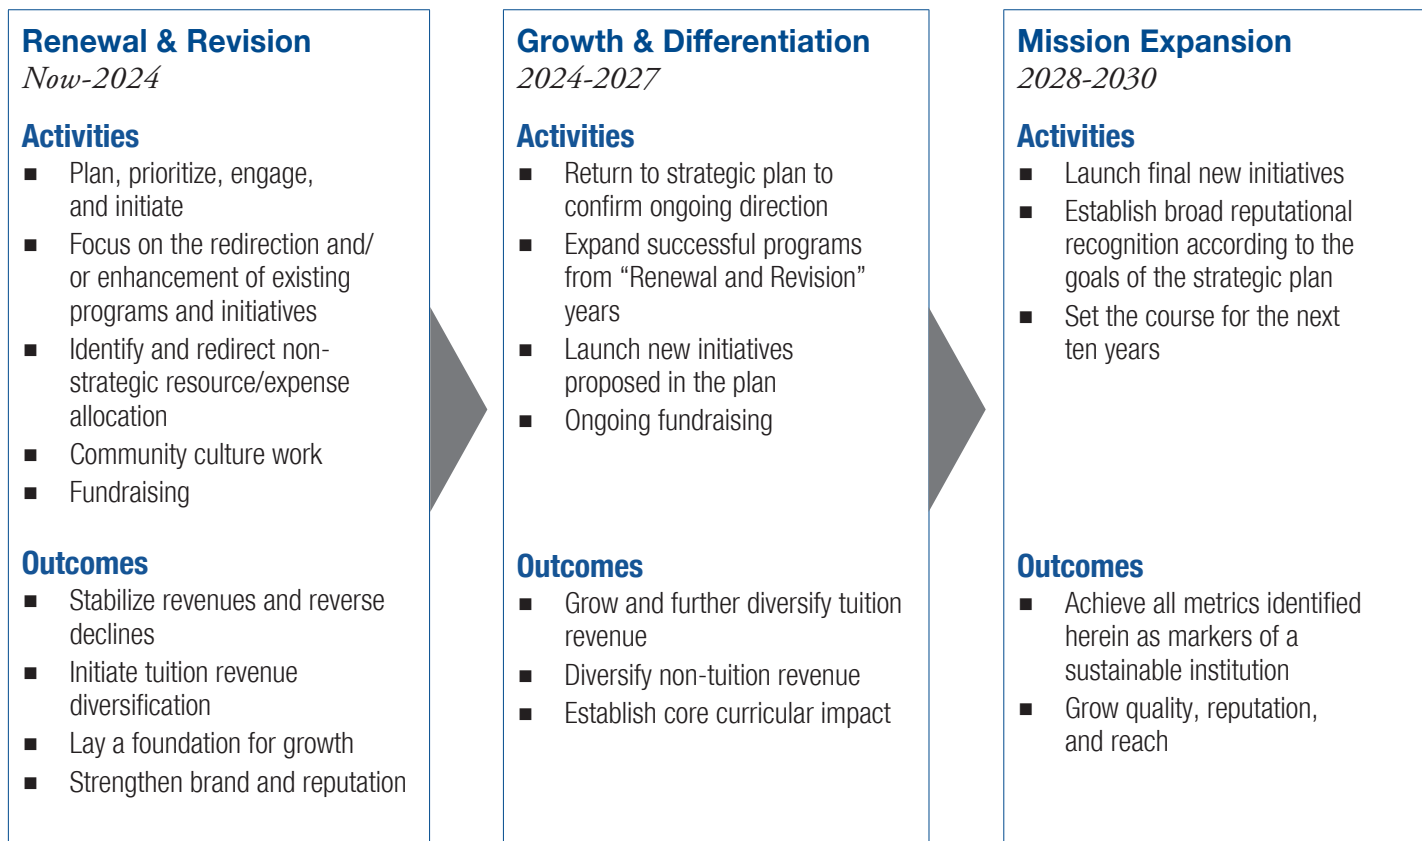 Renewal & Revision
Now-2024
Activities
■ Plan, prioritize, engage,
and initiate
■ Focus on the redirection and/
or enhancement of existing
programs and initiatives
■ Identify and redirect non-
strategic resource/expense
allocation
■ Community culture work
■ Fundraising
Outcomes
■ Stabilize revenues and reverse
declines
■ Initiate tuition revenue
diversification
■ Lay a foundation for growth
■ Strengthen brand and reputation
Growth & Differentiation
2024-2027
Activities
■ Return to strategic plan to
confirm ongoing direction
■ Expand successful programs
from “Renewal and Revision”
years
■ Launch new initiatives
proposed in the plan
■ Ongoing fundraising
Outcomes
■ Grow and further diversify tuition
revenue
■ Diversify non-tuition revenue
■ Establish core curricular impact
Mission Expansion
2028-2030
Activities
■ Launch final new initiatives
■ Establish broad reputational
recognition according to the
goals of the strategic plan
■ Set the course for the next
ten years
Outcomes
■ Achieve all metrics identified
herein as markers of a
sustainable institution
■ Grow quality, reputation,
and reach